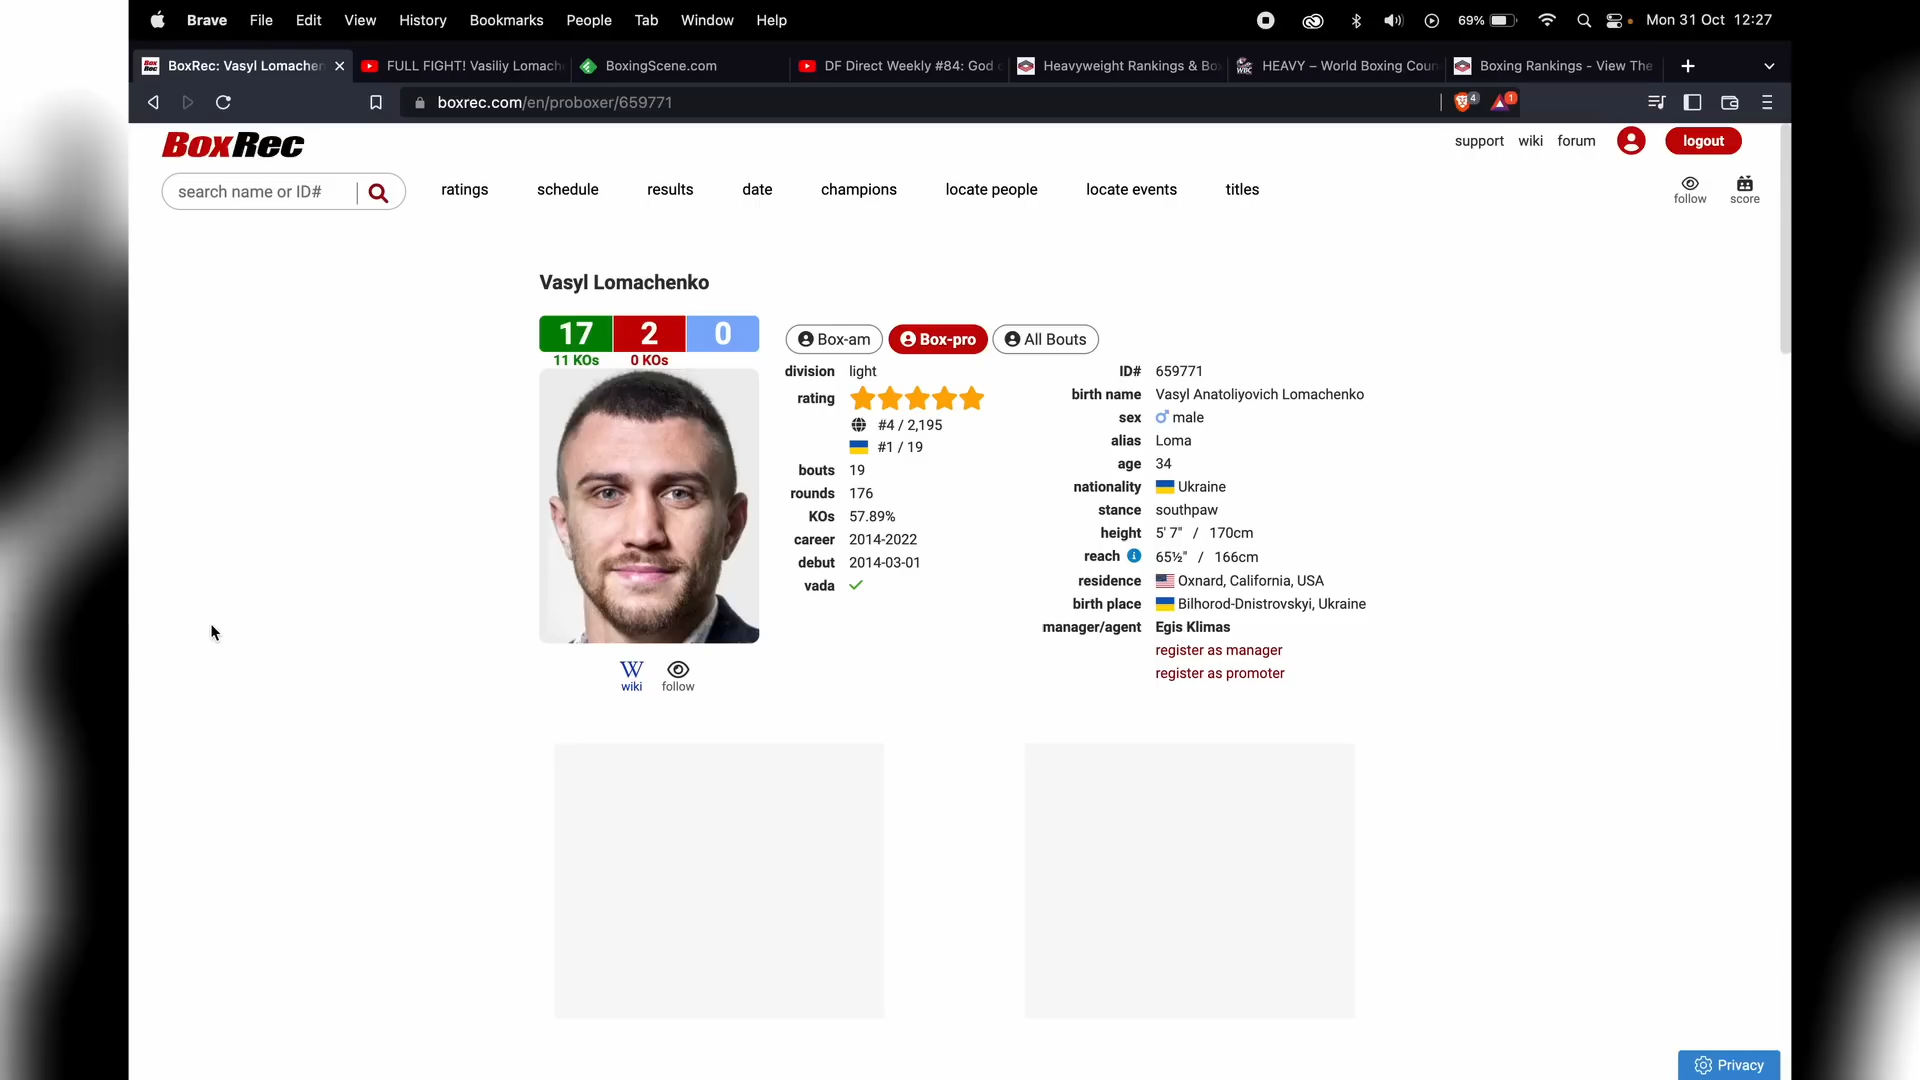 Brave File Edit View History Bookmarks People Tab Window Help 69% Mon 31 Oct 12:27
BoxRec: Vasyl Lomachen FULL FIGHT! Vasiliy Lomach BoxingScene.com DF Direct Weekly #84: God Heavyweight Rankings & Bo HEAVY – World Boxing Coun Boxing Rankings - View The
boxrec.com/en/proboxer/659771 4 1
BoxRec support wiki forum logout
search name or ID# ratings schedule results date champions locate people locate events titles
follow score
Vasyl Lomachenko
17 2 0
11 KOs 0 KOs
Box-am Box-pro All Bouts
division light
rating
#4 / 2,195
#1 / 19
bouts 19
rounds 176
KOs 57.89%
career 2014-2022
debut 2014-03-01
vada
ID# 659771
birth name Vasyl Anatoliyovich Lomachenko
sex male
alias Loma
age 34
nationality Ukraine
stance southpaw
height 5' 7" / 170cm
reach 65½" / 166cm
residence Oxnard, California, USA
birth place Bilhorod-Dnistrovskyi, Ukraine
manager/agent Egis Klimas
register as manager
register as promoter
W
wiki follow
Privacy